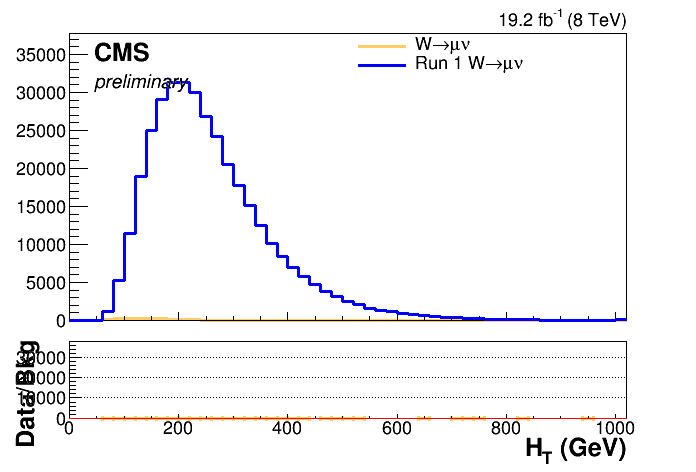 19.2 fb⁻¹ (8 TeV)
CMS
preliminary
W→μν
Run 1 W→μν
35000
30000
25000
20000
15000
10000
5000
0
Data/Bkg
0
0 200 400 600 800 1000
H_T (GeV)